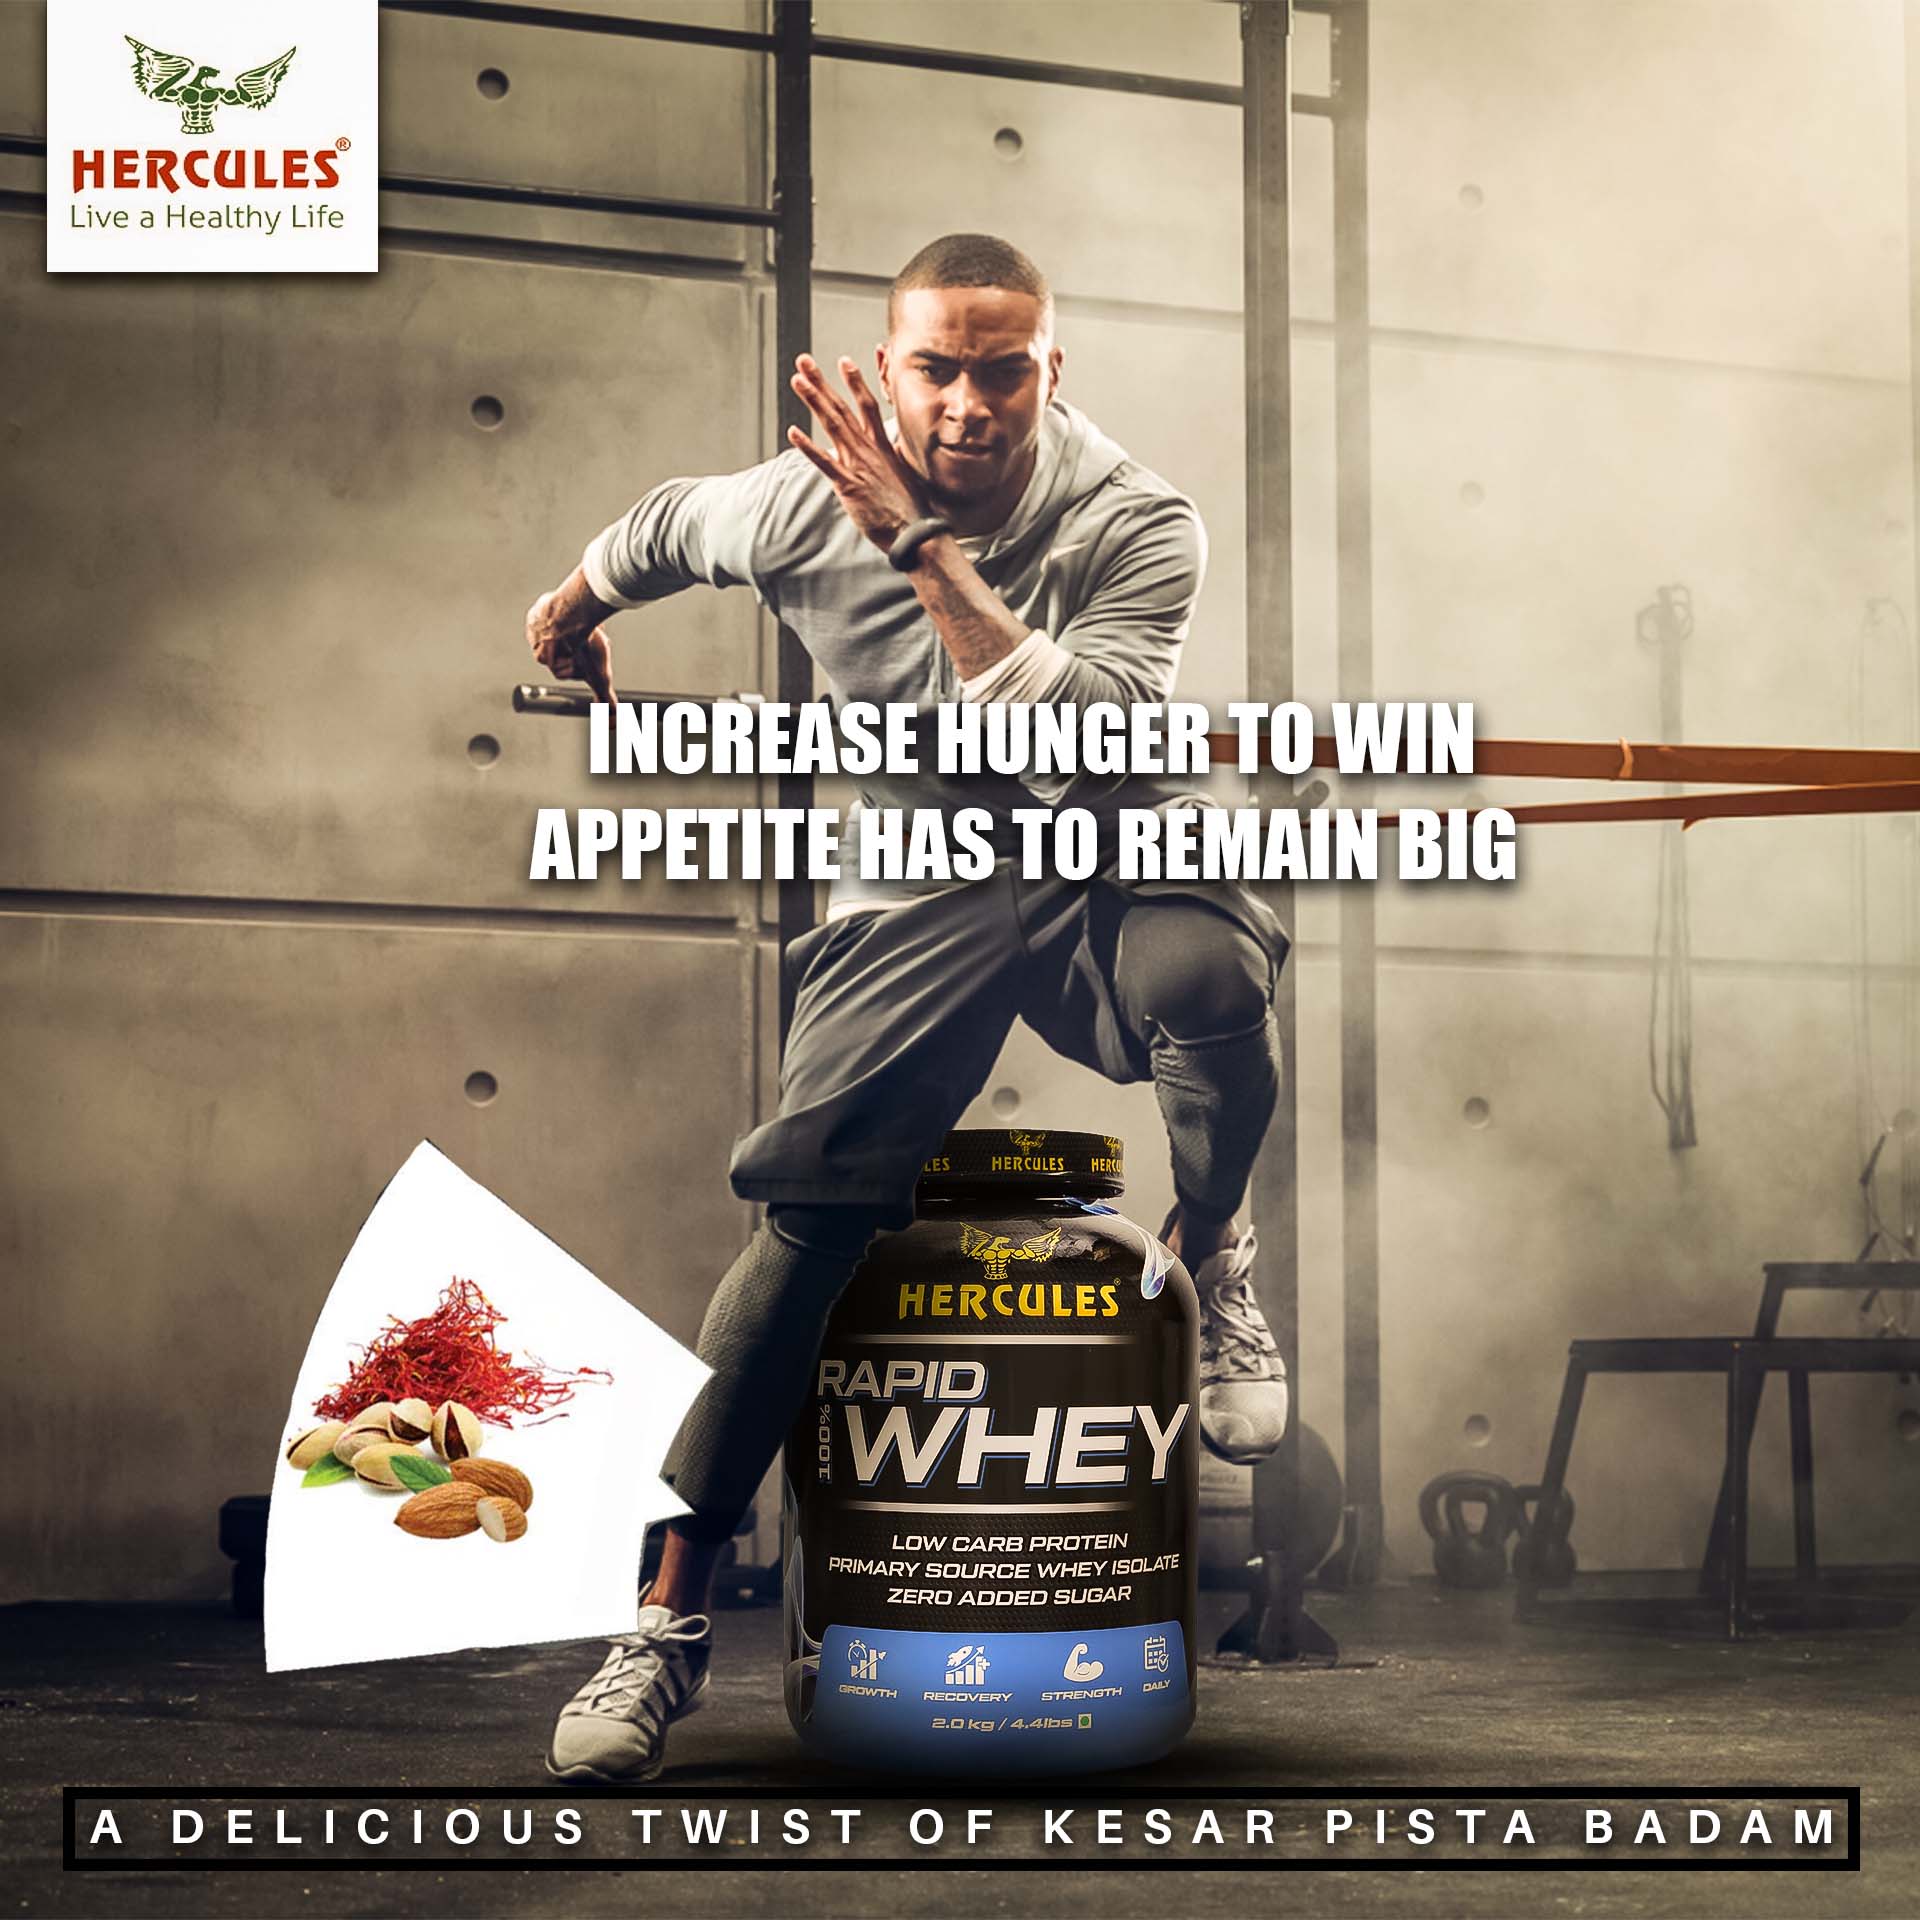 HERCULES®
Live a Healthy Life
INCREASE HUNGER TO WIN
APPETITE HAS TO REMAIN BIG
LES HERCULES HERCU
HERCULES®
RAPID
100% WHEY
LOW CARB PROTEIN
PRIMARY SOURCE WHEY ISOLATE
ZERO ADDED SUGAR
GROWTH RECOVERY STRENGTH DAILY
2.0 kg / 4.4lbs
A DELICIOUS TWIST OF KESAR PISTA BADAM